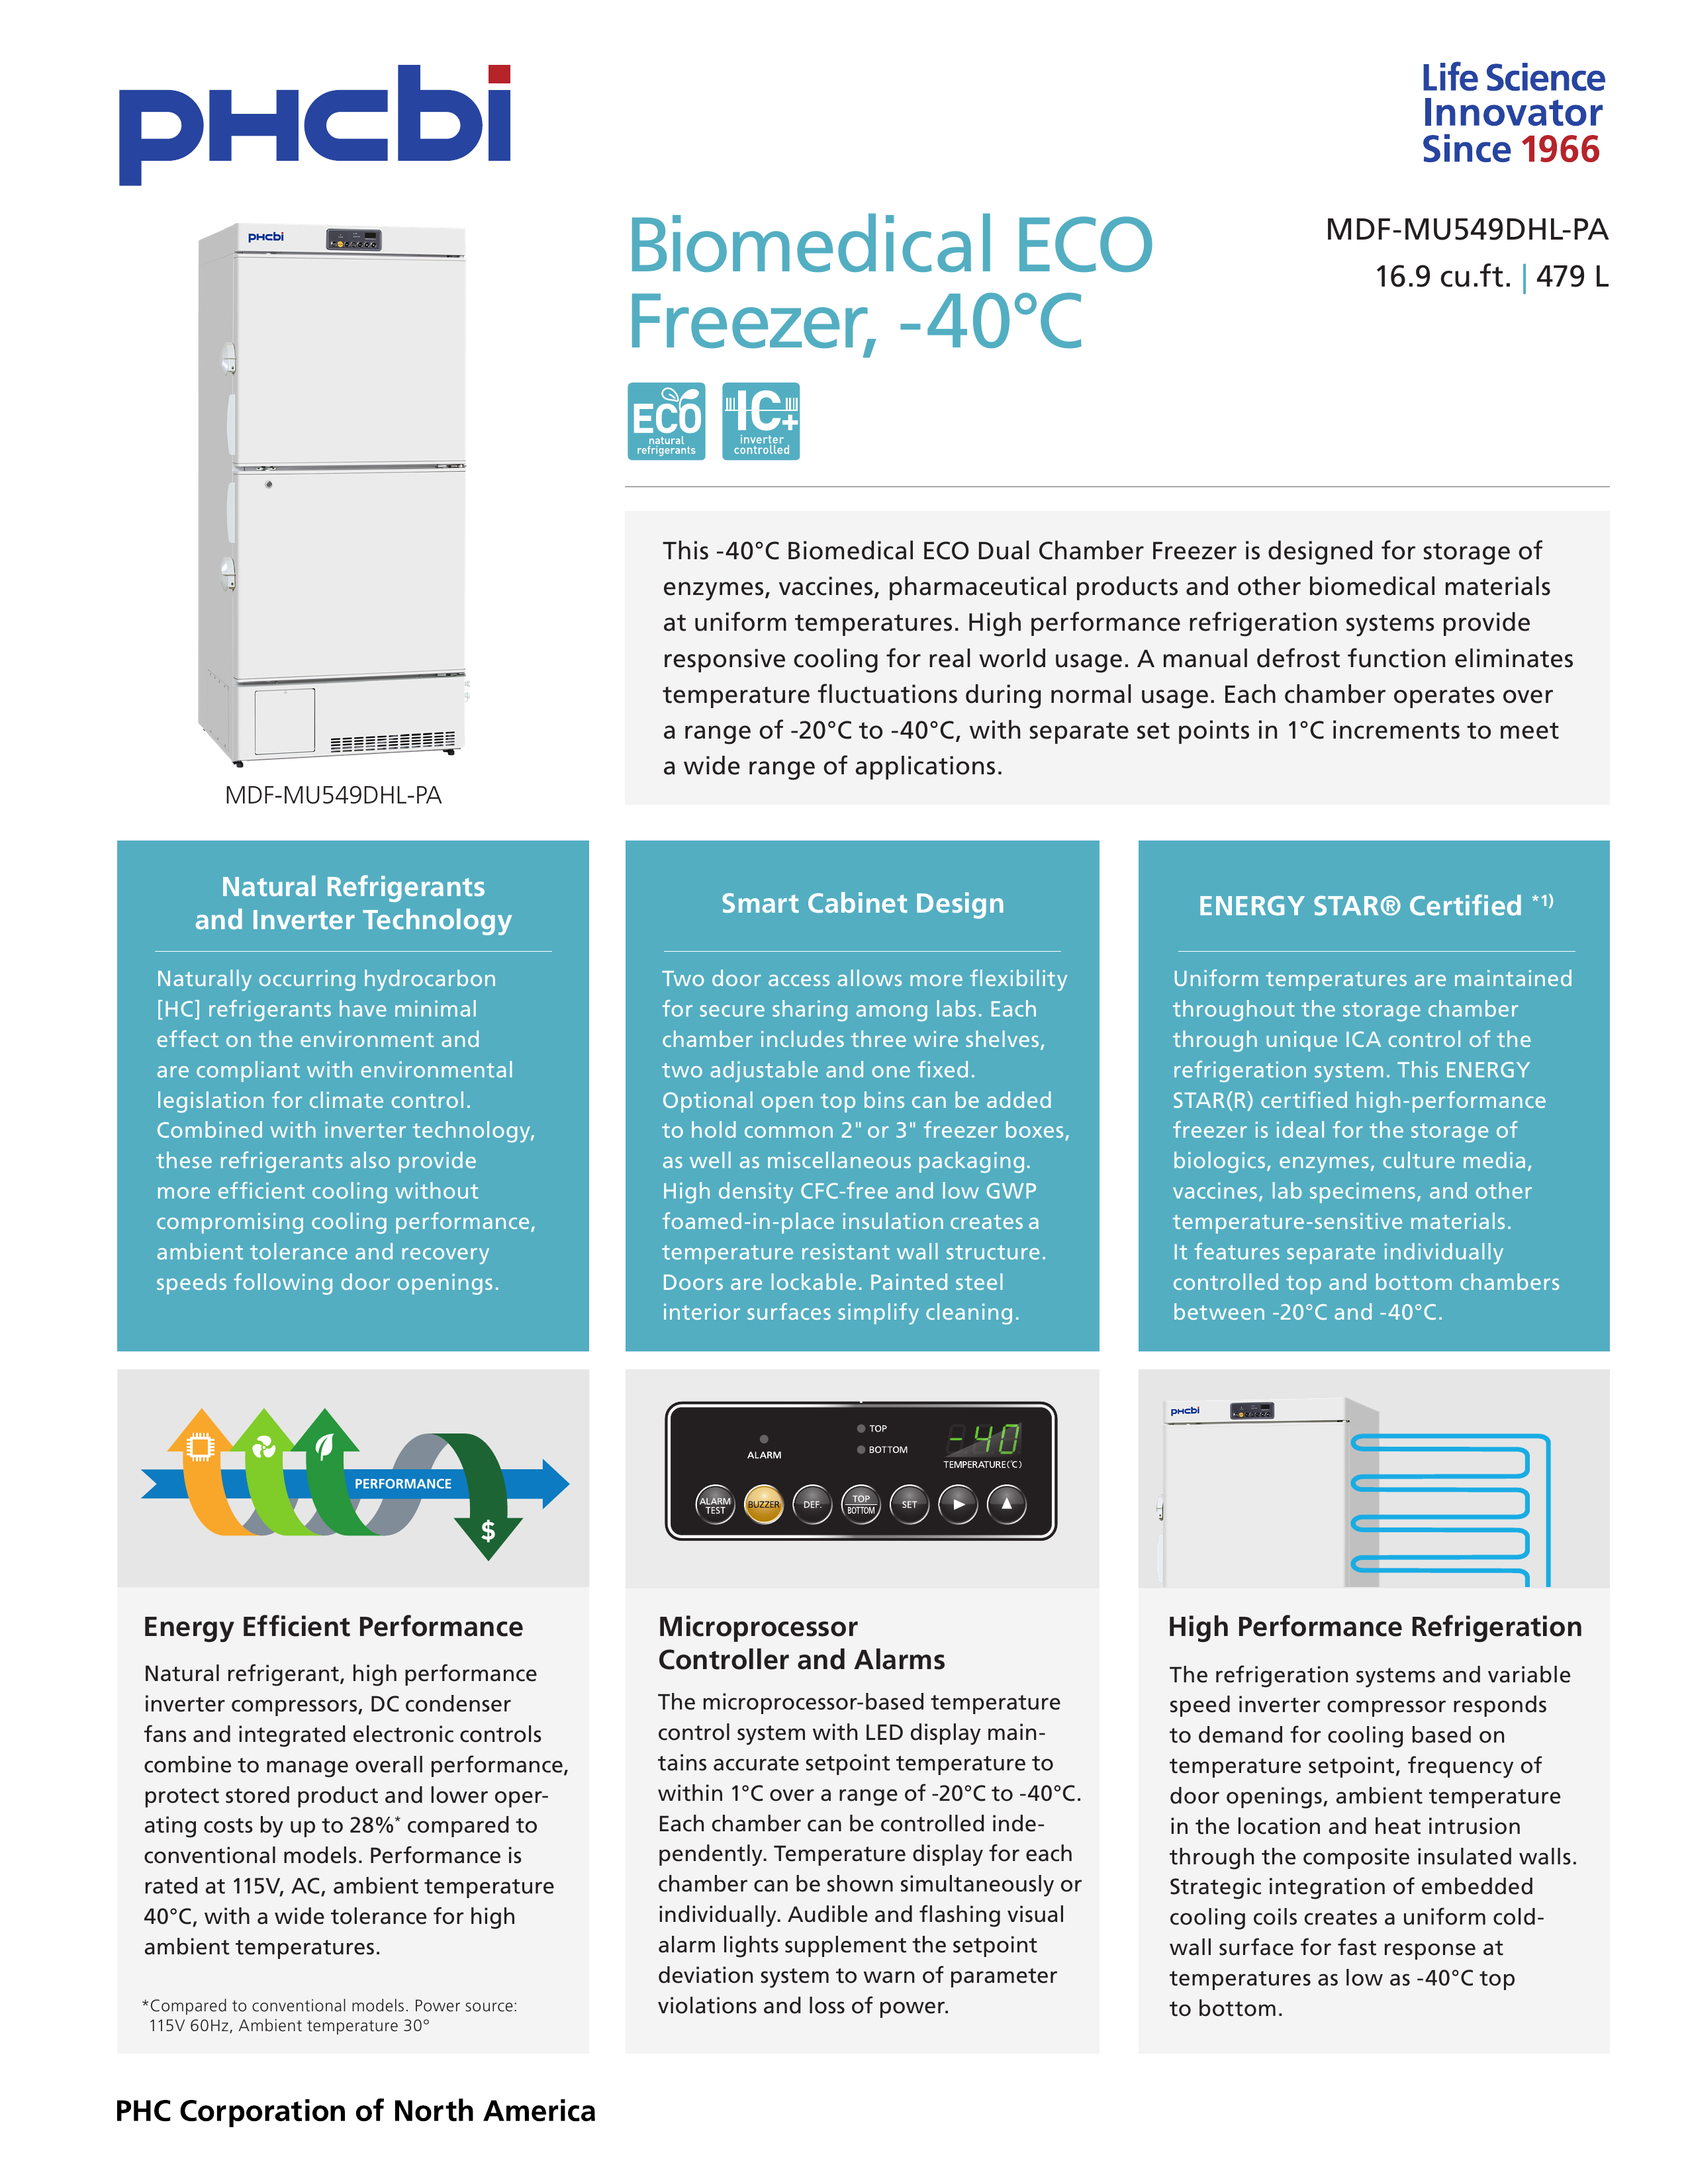 PHCbi
Life Science
Innovator
Since 1966
PHCbi
MDF-MU549DHL-PA
Biomedical ECO
Freezer, -40°C
MDF-MU549DHL-PA
16.9 cu.ft. | 479 L
ECO
natural
refrigerants
IC+
inverter
controlled
This -40°C Biomedical ECO Dual Chamber Freezer is designed for storage of
enzymes, vaccines, pharmaceutical products and other biomedical materials
at uniform temperatures. High performance refrigeration systems provide
responsive cooling for real world usage. A manual defrost function eliminates
temperature fluctuations during normal usage. Each chamber operates over
a range of -20°C to -40°C, with separate set points in 1°C increments to meet
a wide range of applications.
Natural Refrigerants
and Inverter Technology
Naturally occurring hydrocarbon
[HC] refrigerants have minimal
effect on the environment and
are compliant with environmental
legislation for climate control.
Combined with inverter technology,
these refrigerants also provide
more efficient cooling without
compromising cooling performance,
ambient tolerance and recovery
speeds following door openings.
Smart Cabinet Design
Two door access allows more flexibility
for secure sharing among labs. Each
chamber includes three wire shelves,
two adjustable and one fixed.
Optional open top bins can be added
to hold common 2" or 3" freezer boxes,
as well as miscellaneous packaging.
High density CFC-free and low GWP
foamed-in-place insulation creates a
temperature resistant wall structure.
Doors are lockable. Painted steel
interior surfaces simplify cleaning.
ENERGY STAR® Certified *1)
Uniform temperatures are maintained
throughout the storage chamber
through unique ICA control of the
refrigeration system. This ENERGY
STAR(R) certified high-performance
freezer is ideal for the storage of
biologics, enzymes, culture media,
vaccines, lab specimens, and other
temperature-sensitive materials.
It features separate individually
controlled top and bottom chambers
between -20°C and -40°C.
PERFORMANCE
$
Energy Efficient Performance
Natural refrigerant, high performance
inverter compressors, DC condenser
fans and integrated electronic controls
combine to manage overall performance,
protect stored product and lower oper-
ating costs by up to 28%* compared to
conventional models. Performance is
rated at 115V, AC, ambient temperature
40°C, with a wide tolerance for high
ambient temperatures.
*Compared to conventional models. Power source:
115V 60Hz, Ambient temperature 30°
ALARM
TOP
BOTTOM
-40
TEMPERATURE(°C)
ALARM TEST
BUZZER
DEF.
TOP BOTTOM
SET
Microprocessor
Controller and Alarms
The microprocessor-based temperature
control system with LED display main-
tains accurate setpoint temperature to
within 1°C over a range of -20°C to -40°C.
Each chamber can be controlled inde-
pendently. Temperature display for each
chamber can be shown simultaneously or
individually. Audible and flashing visual
alarm lights supplement the setpoint
deviation system to warn of parameter
violations and loss of power.
PHCbi
High Performance Refrigeration
The refrigeration systems and variable
speed inverter compressor responds
to demand for cooling based on
temperature setpoint, frequency of
door openings, ambient temperature
in the location and heat intrusion
through the composite insulated walls.
Strategic integration of embedded
cooling coils creates a uniform cold-
wall surface for fast response at
temperatures as low as -40°C top
to bottom.
PHC Corporation of North America